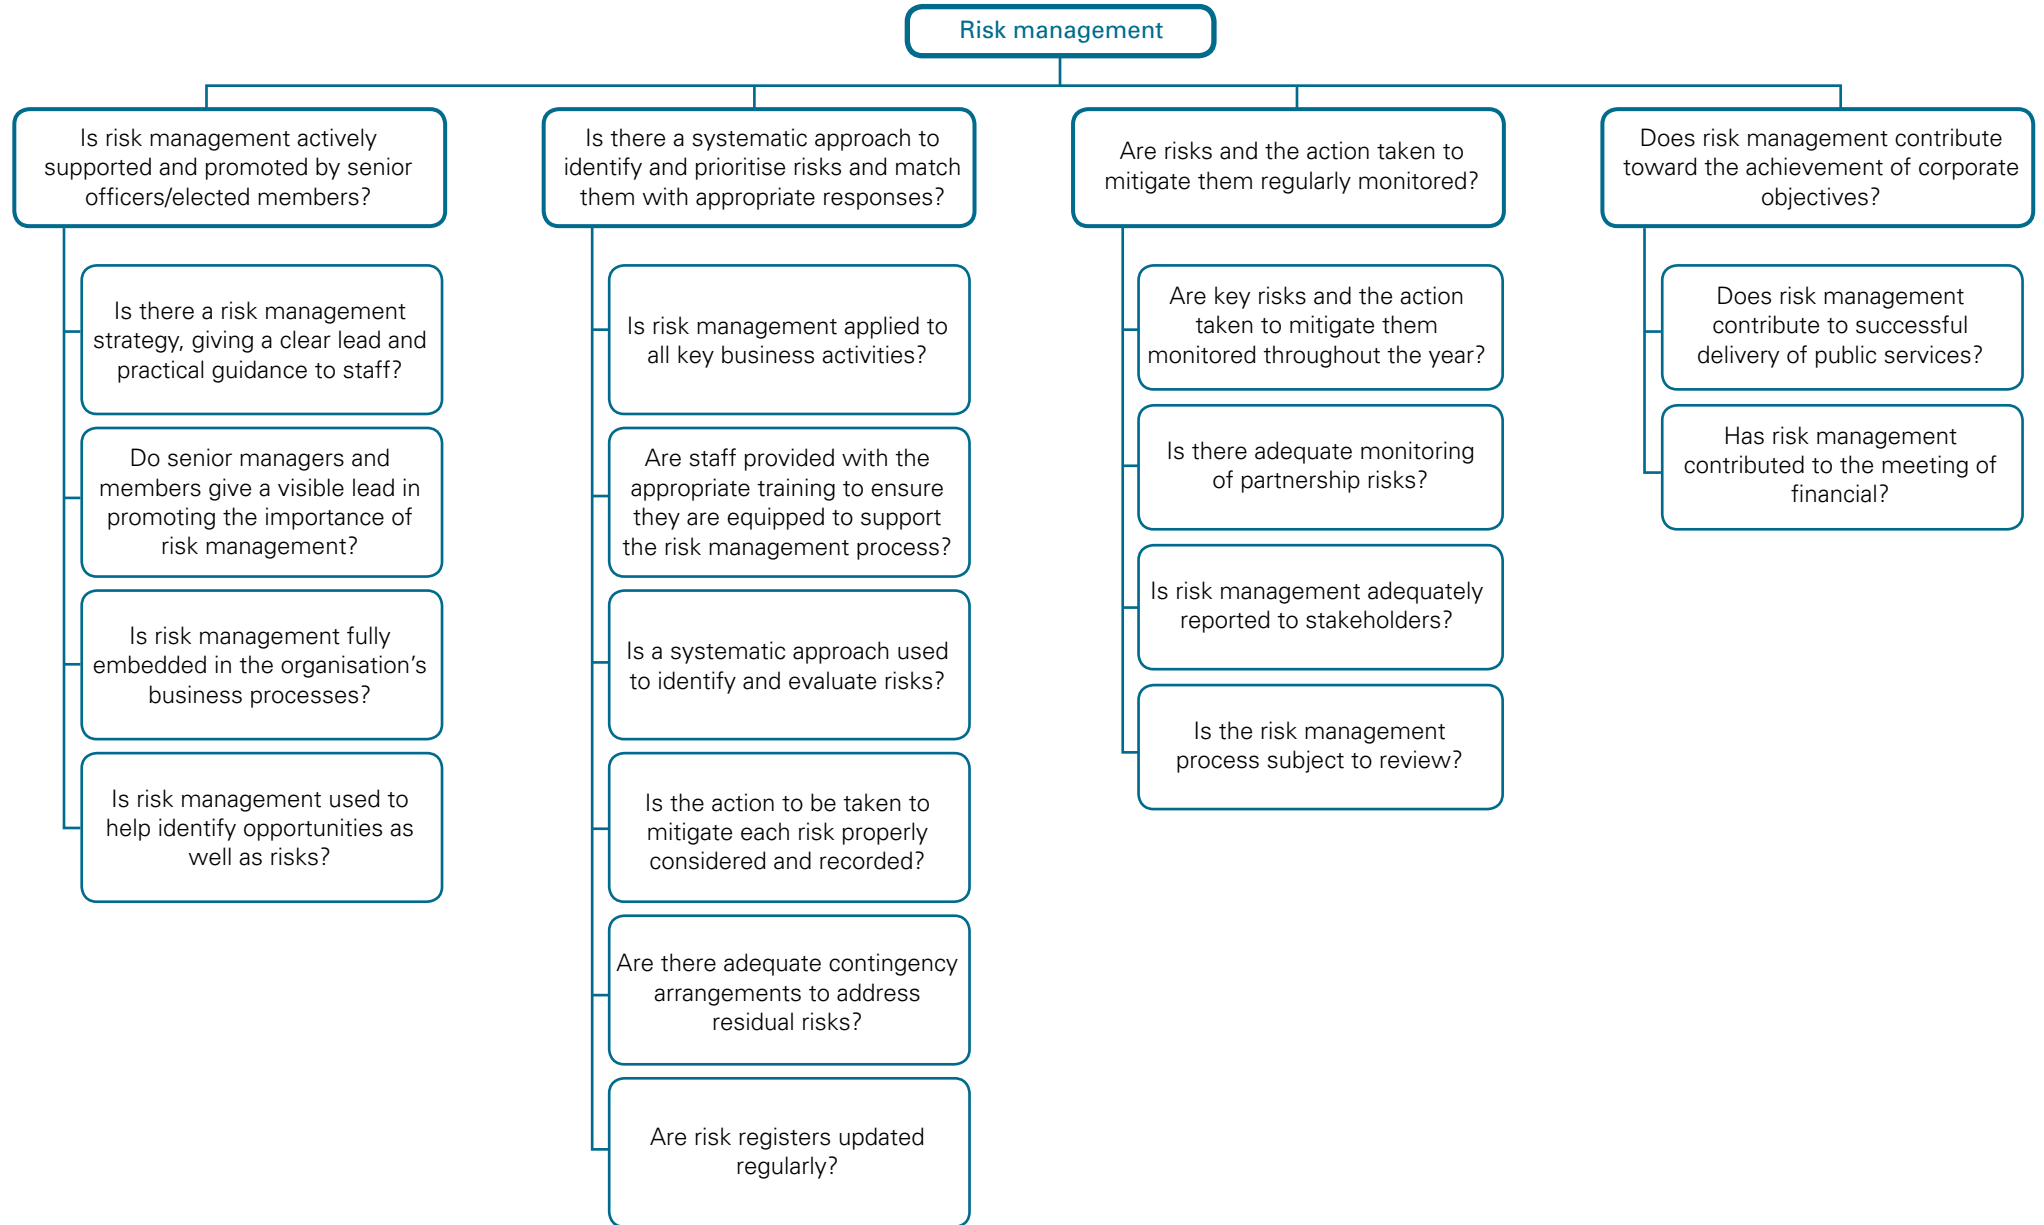 Risk management
Is risk management actively
supported and promoted by senior
officers/elected members?
Is there a risk management
strategy, giving a clear lead and
practical guidance to staff?
Do senior managers and
members give a visible lead in
promoting the importance of
risk management?
Is risk management fully
embedded in the organisation’s
business processes?
Is risk management used to
help identify opportunities as
well as risks?
Is there a systematic approach to
identify and prioritise risks and match
them with appropriate responses?
Is risk management applied to
all key business activities?
Are staff provided with the
appropriate training to ensure
they are equipped to support
the risk management process?
Is a systematic approach used
to identify and evaluate risks?
Is the action to be taken to
mitigate each risk properly
considered and recorded?
Are there adequate contingency
arrangements to address
residual risks?
Are risk registers updated
regularly?
Are risks and the action taken to
mitigate them regularly monitored?
Are key risks and the action
taken to mitigate them
monitored throughout the year?
Is there adequate monitoring
of partnership risks?
Is risk management adequately
reported to stakeholders?
Is the risk management
process subject to review?
Does risk management contribute
toward the achievement of corporate
objectives?
Does risk management
contribute to successful
delivery of public services?
Has risk management
contributed to the meeting of
financial?